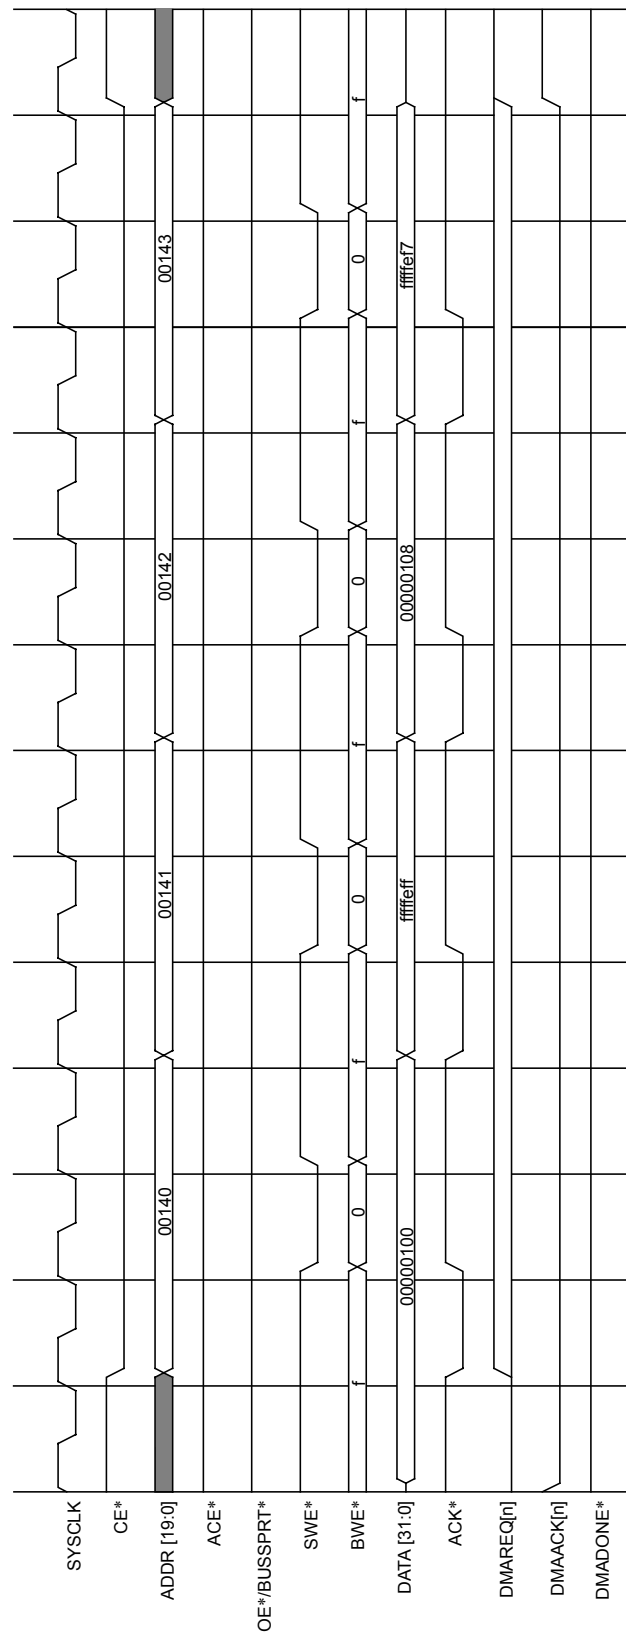 SYSCLK
CE*
ADDR [19:0]
00140
00141
00142
00143
ACE*
OE*/BUSSPRT*
SWE*
BWE*
f
0
f
0
f
0
f
0
f
DATA [31:0]
00000100
fffffeff
00000108
fffffef7
ACK*
DMAREQ[n]
DMAACK[n]
DMADONE*